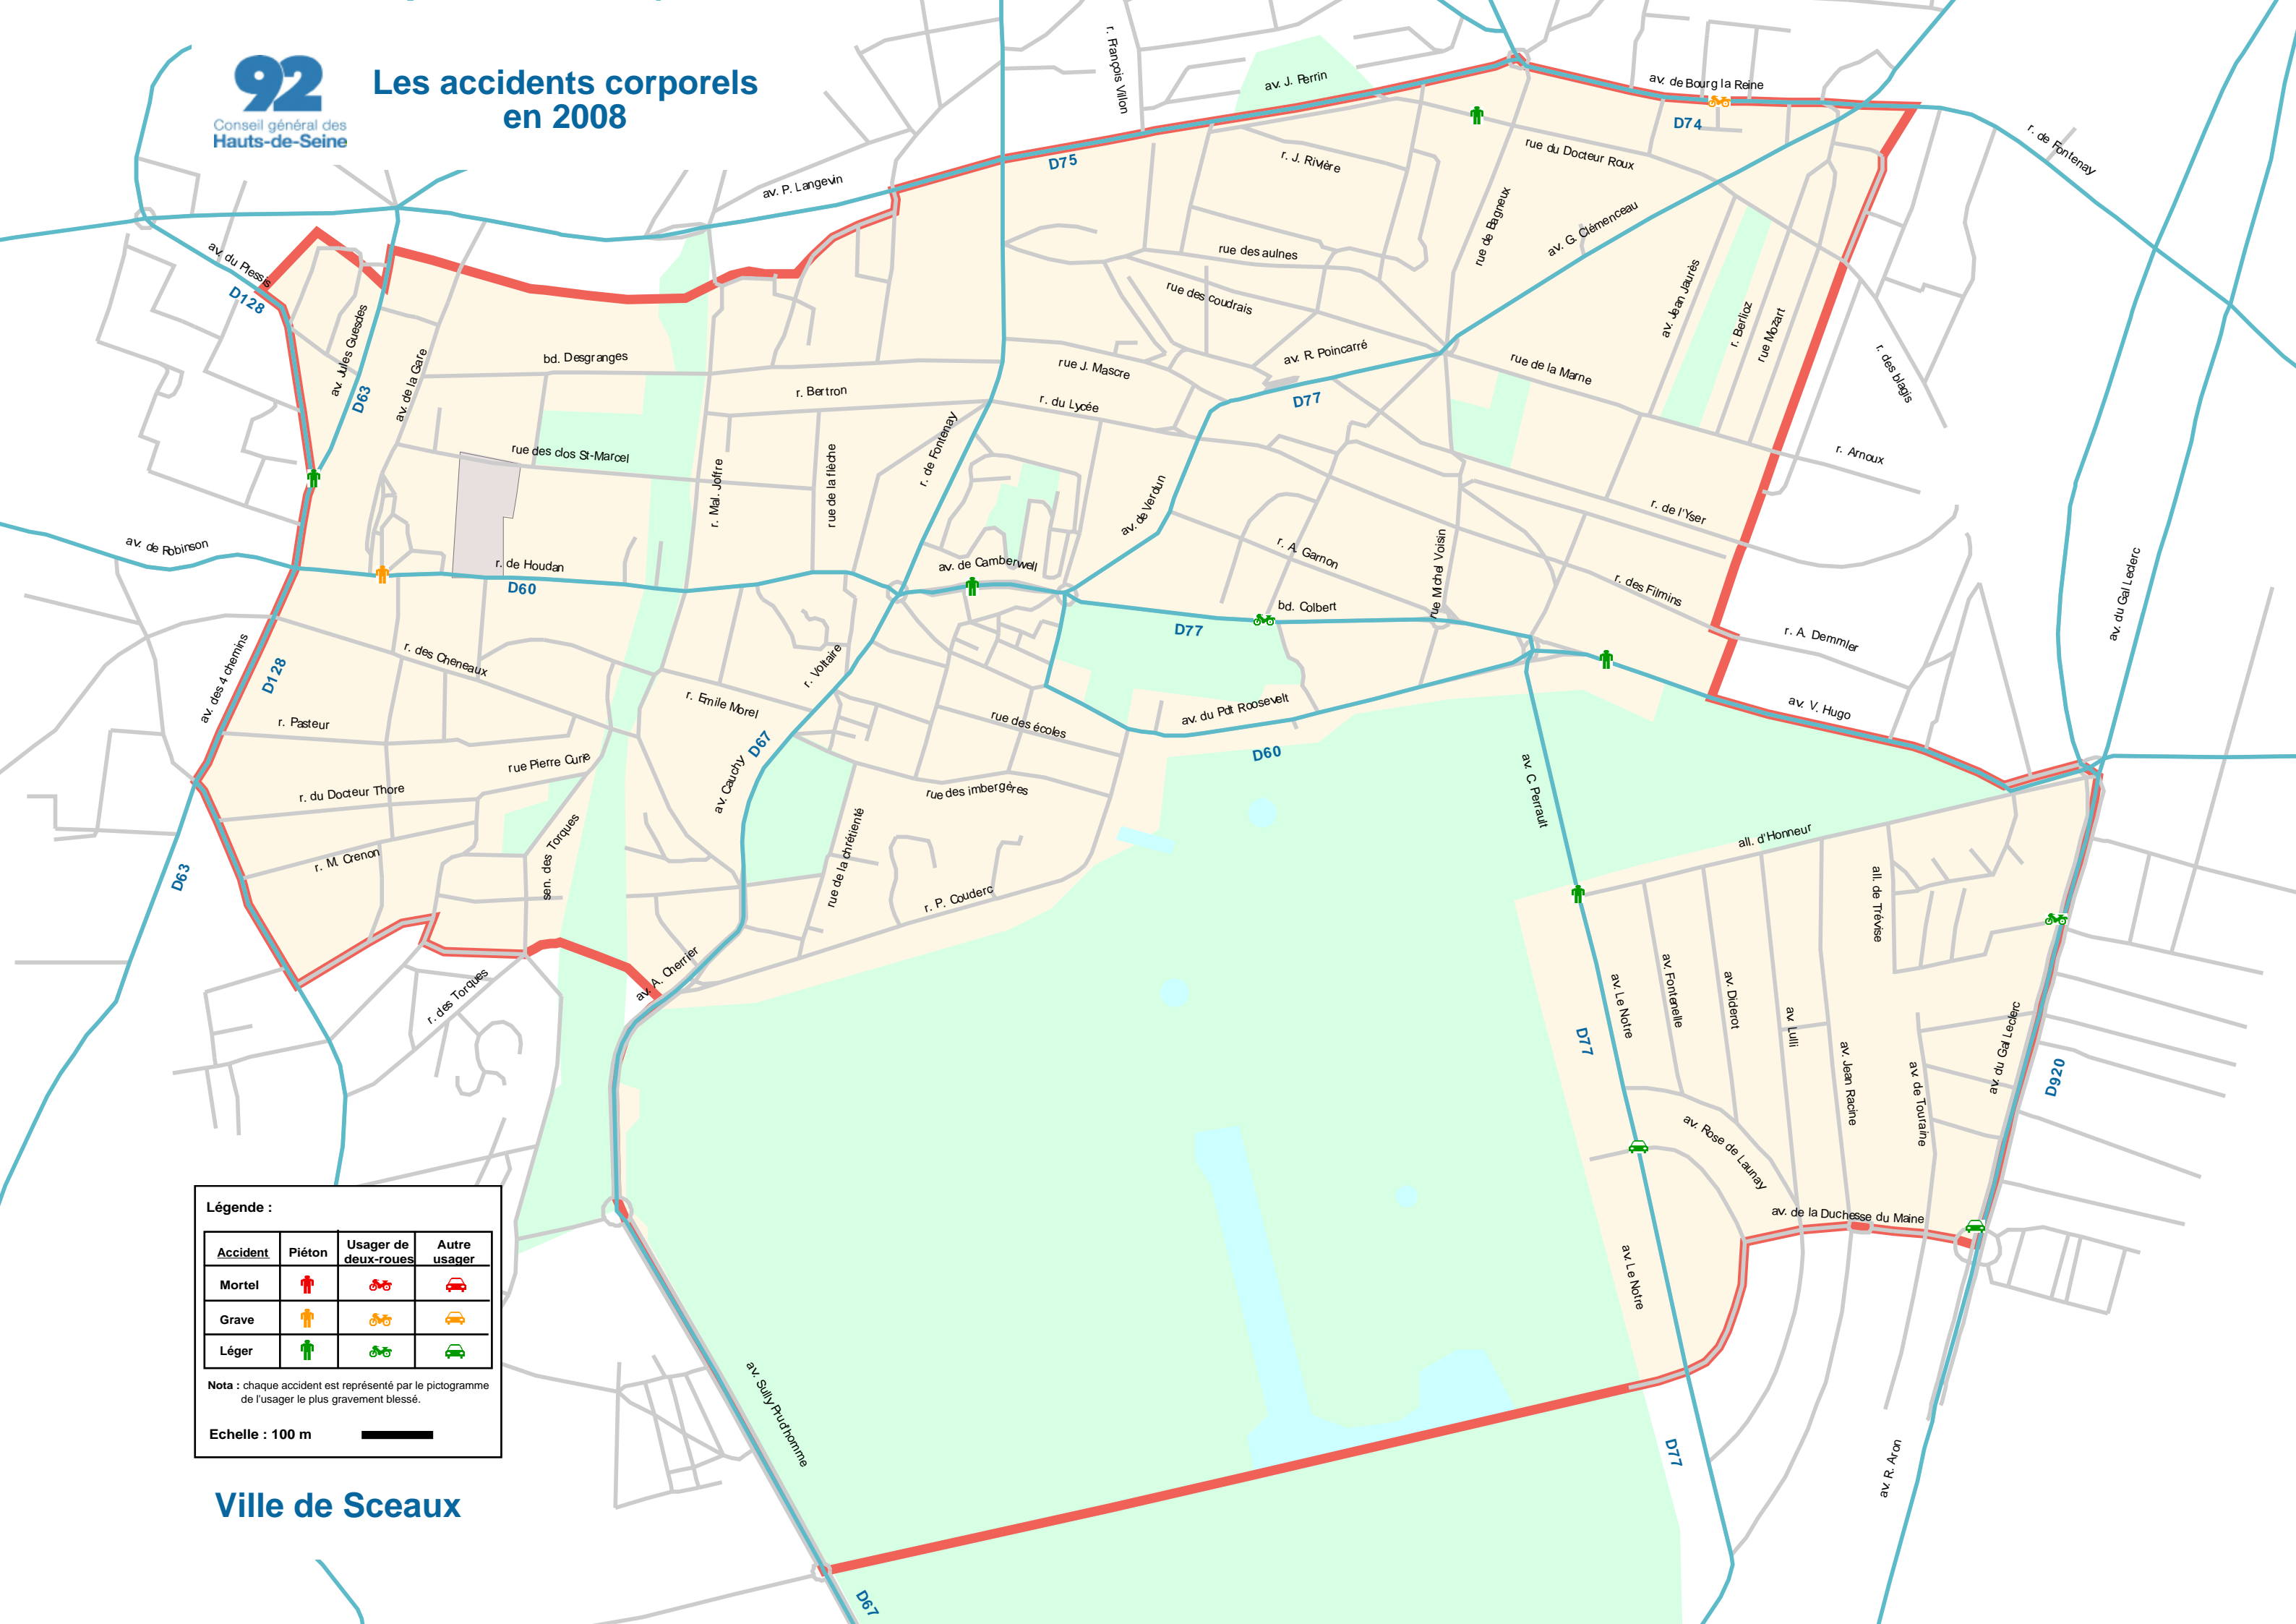 92
Conseil général des
Hauts-de-Seine
Les accidents corporels
en 2008
r. François Villon
av. J. Perrin
av. de Bourg la Reine
D74
r. de Fontenay
D75
av. P. Langevin
r. J. Rivière
rue du Docteur Roux
rue de Bagneux
av. G. Clémenceau
av. du Plessis
D128
rue des aulnes
rue des coudrais
av. Jean Jaurès
r. Berlioz
rue Mozart
av. Jules Guesdes
D63
av. de la Gare
bd. Desgranges
r. Bertron
rue J. Mascre
av. R. Poincarré
rue de la Marne
r. des blagis
D77
r. du Lycée
r. de Fontenay
rue des clos St-Marcel
r. Mal. Joffre
rue de la flèche
av. de Verdun
r. Arnoux
r. de l'Yser
av. de Robinson
r. de Houdan
D60
av. de Camberwell
r. A. Garnon
rue Michel Voisin
r. des Filmins
av. du Gal Leclerc
bd. Colbert
D77
r. A. Demmler
av. des 4 chemins
D128
r. des Cheneaux
r. Voltaire
r. Emile Morel
r. Pasteur
av. du Pdt Roosevelt
av. V. Hugo
rue des écoles
D67
D60
rue Pierre Curie
av. Cauchy
r. du Docteur Thore
rue des imbergères
av. C. Perrault
all. d'Honneur
r. M. Crenon
sen. des Torques
rue de la chrétienté
D63
r. P. Couderc
all. de Trévise
av. A. Cherrier
r. des Torques
av. Le Notre
av. Fontenelle
av. Diderot
av. Lulli
av. Jean Racine
av. de Touraine
av. du Gal Leclerc
D77
D920
av. Rose de Launay
av. de la Duchesse du Maine
av. Le Notre
Légende :
Accident Piéton Usager de deux-roues Autre usager
Mortel
Grave
Léger
Nota : chaque accident est représenté par le pictogramme
de l'usager le plus gravement blessé.
Echelle : 100 m
av. Sully Prud'homme
D77
av. R. Aron
Ville de Sceaux
D67